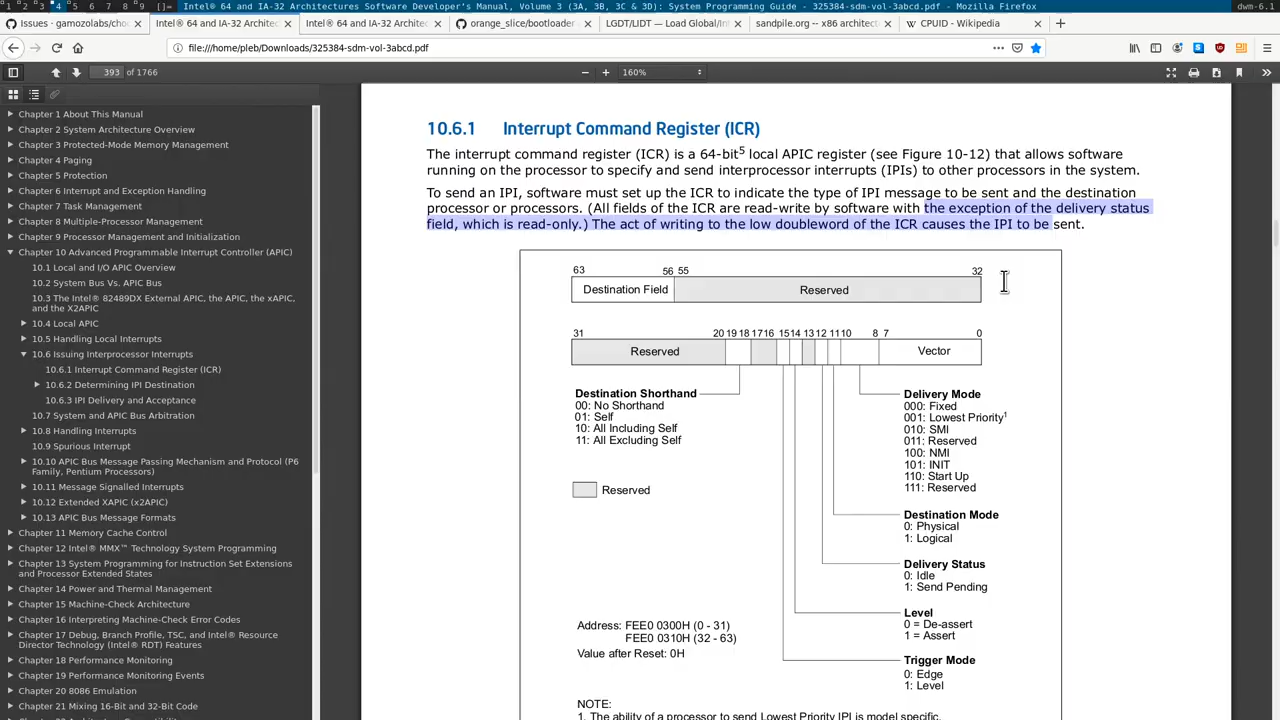 1 2 3 4 5 6 7 8 9 []= Intel® 64 and IA-32 Architectures Software Developer's Manual, Volume 3 (3A, 3B, 3C & 3D): System Programming Guide - 325384-sdm-vol-3abcd.pdf - Mozilla Firefox dwm-6.1
Issues · gamozolabs/cho
Intel® 64 and IA-32 Architec
Intel® 64 and IA-32 Architec
orange_slice/bootloader
LGDT/LIDT — Load Global/In
sandpile.org -- x86 architect
CPUID - Wikipedia
file:///home/pleb/Downloads/325384-sdm-vol-3abcd.pdf
393 of 1766
160%
Chapter 1 About This Manual
Chapter 2 System Architecture Overview
Chapter 3 Protected-Mode Memory Management
Chapter 4 Paging
Chapter 5 Protection
Chapter 6 Interrupt and Exception Handling
Chapter 7 Task Management
Chapter 8 Multiple-Processor Management
Chapter 9 Processor Management and Initialization
Chapter 10 Advanced Programmable Interrupt Controller (APIC)
10.1 Local and I/O APIC Overview
10.2 System Bus Vs. APIC Bus
10.3 The Intel® 82489DX External APIC, the APIC, the xAPIC,
and the X2APIC
10.4 Local APIC
10.5 Handling Local Interrupts
10.6 Issuing Interprocessor Interrupts
10.6.1 Interrupt Command Register (ICR)
10.6.2 Determining IPI Destination
10.6.3 IPI Delivery and Acceptance
10.7 System and APIC Bus Arbitration
10.8 Handling Interrupts
10.9 Spurious Interrupt
10.10 APIC Bus Message Passing Mechanism and Protocol (P6
Family, Pentium Processors)
10.11 Message Signalled Interrupts
10.12 Extended XAPIC (x2APIC)
10.13 APIC Bus Message Formats
Chapter 11 Memory Cache Control
Chapter 12 Intel® MMX™ Technology System Programming
Chapter 13 System Programming for Instruction Set Extensions
and Processor Extended States
Chapter 14 Power and Thermal Management
Chapter 15 Machine-Check Architecture
Chapter 16 Interpreting Machine-Check Error Codes
Chapter 17 Debug, Branch Profile, TSC, and Intel® Resource
Director Technology (Intel® RDT) Features
Chapter 18 Performance Monitoring
Chapter 19 Performance Monitoring Events
Chapter 20 8086 Emulation
Chapter 21 Mixing 16-Bit and 32-Bit Code
10.6.1 Interrupt Command Register (ICR)
The interrupt command register (ICR) is a 64-bit5 local APIC register (see Figure 10-12) that allows software
running on the processor to specify and send interprocessor interrupts (IPIs) to other processors in the system.
To send an IPI, software must set up the ICR to indicate the type of IPI message to be sent and the destination
processor or processors. (All fields of the ICR are read-write by software with the exception of the delivery status
field, which is read-only.) The act of writing to the low doubleword of the ICR causes the IPI to be sent.
63 56 55 32
Destination Field Reserved
31 20 19 18 17 16 15 14 13 12 11 10 8 7 0
Reserved Vector
Destination Shorthand
00: No Shorthand
01: Self
10: All Including Self
11: All Excluding Self
Reserved
Delivery Mode
000: Fixed
001: Lowest Priority1
010: SMI
011: Reserved
100: NMI
101: INIT
110: Start Up
111: Reserved
Destination Mode
0: Physical
1: Logical
Delivery Status
0: Idle
1: Send Pending
Level
0 = De-assert
1 = Assert
Trigger Mode
0: Edge
1: Level
Address: FEE0 0300H (0 - 31)
FEE0 0310H (32 - 63)
Value after Reset: 0H
NOTE:
1. The ability of a processor to send Lowest Priority IPI is model specific.